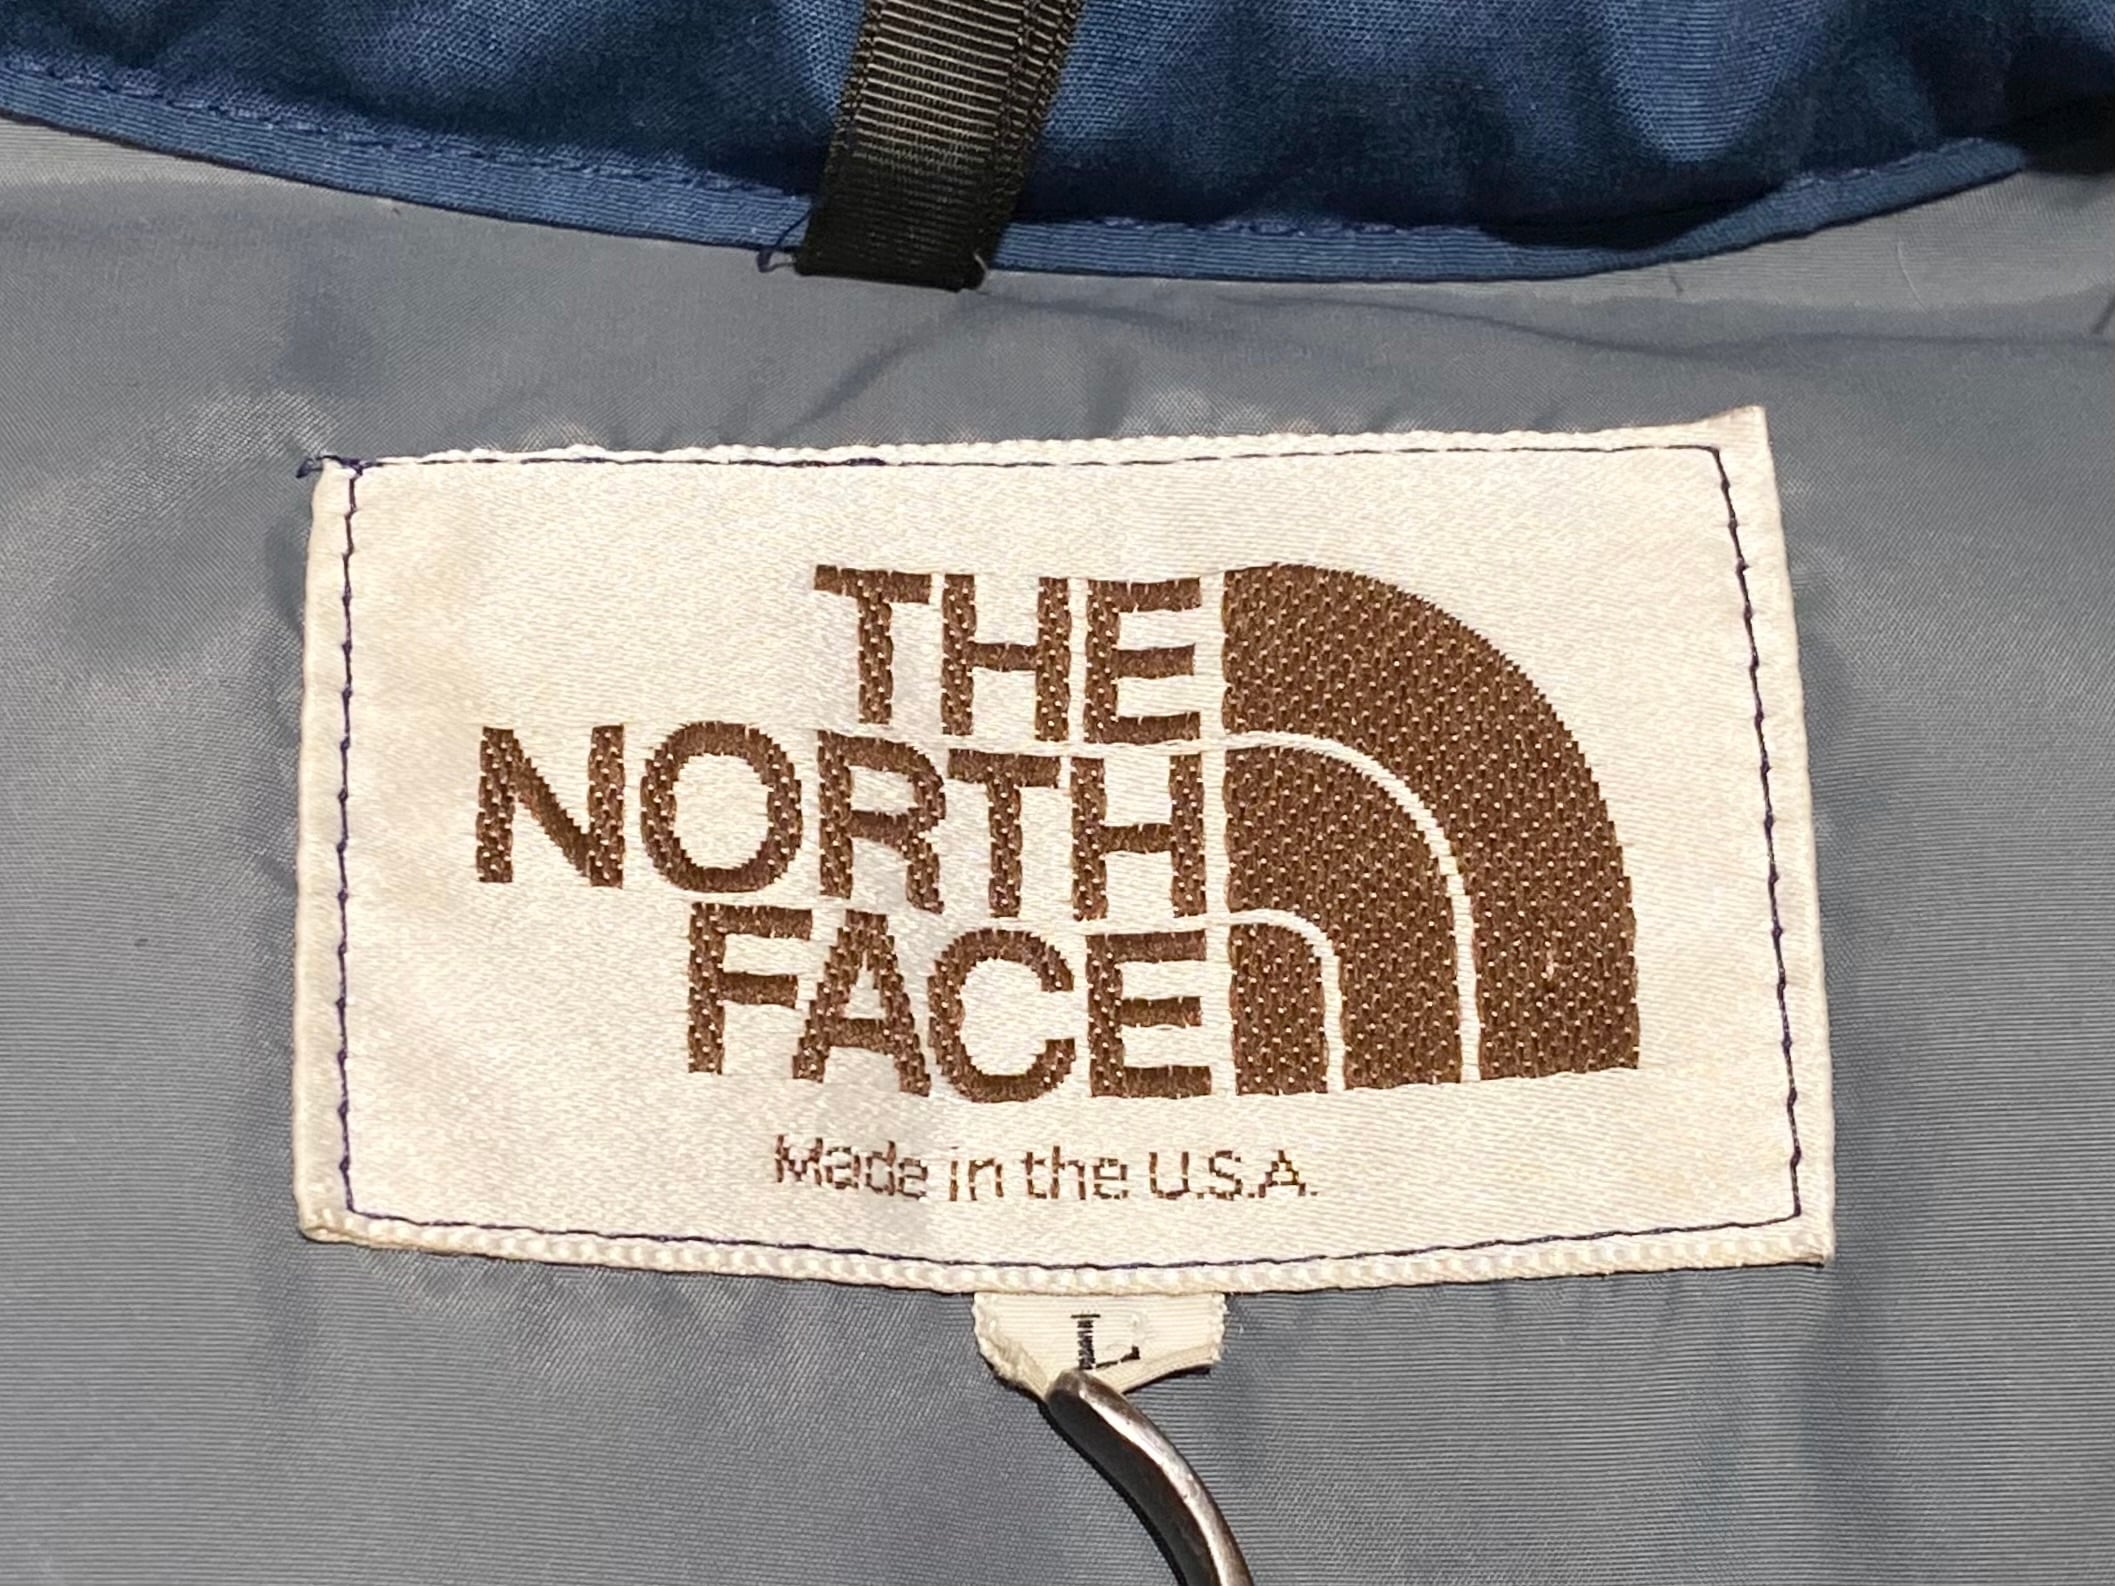 THE
NORTH
FACE
Made in the U.S.A.
L